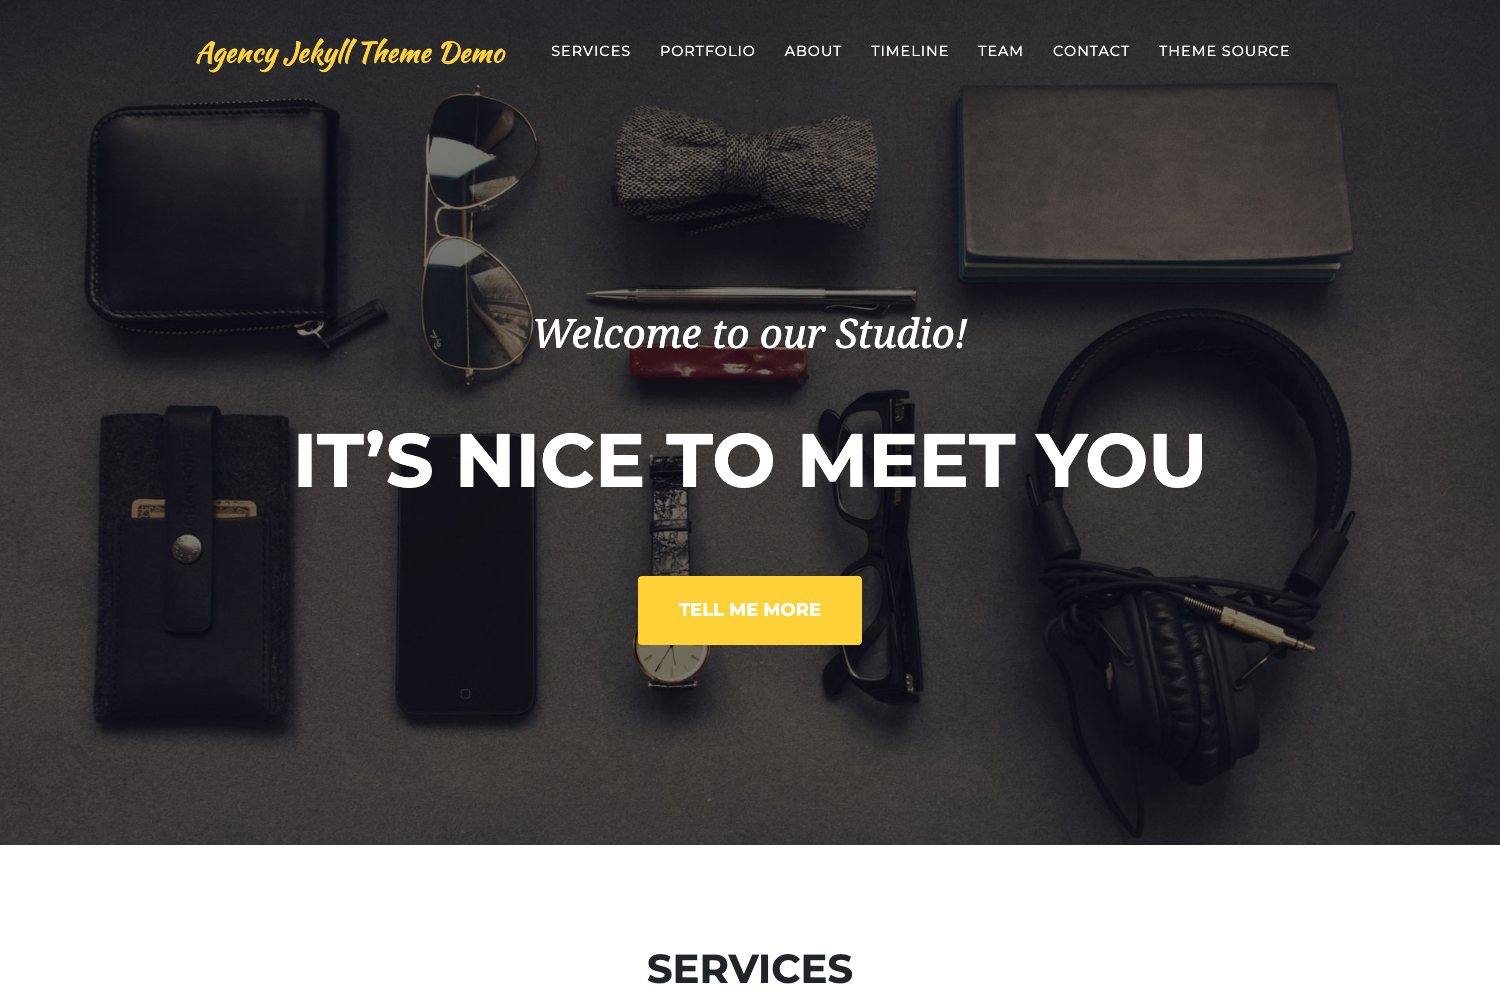 Agency Jekyll Theme Demo
SERVICES PORTFOLIO ABOUT TIMELINE TEAM CONTACT THEME SOURCE
Welcome to our Studio!
IT’S NICE TO MEET YOU
TELL ME MORE
SERVICES